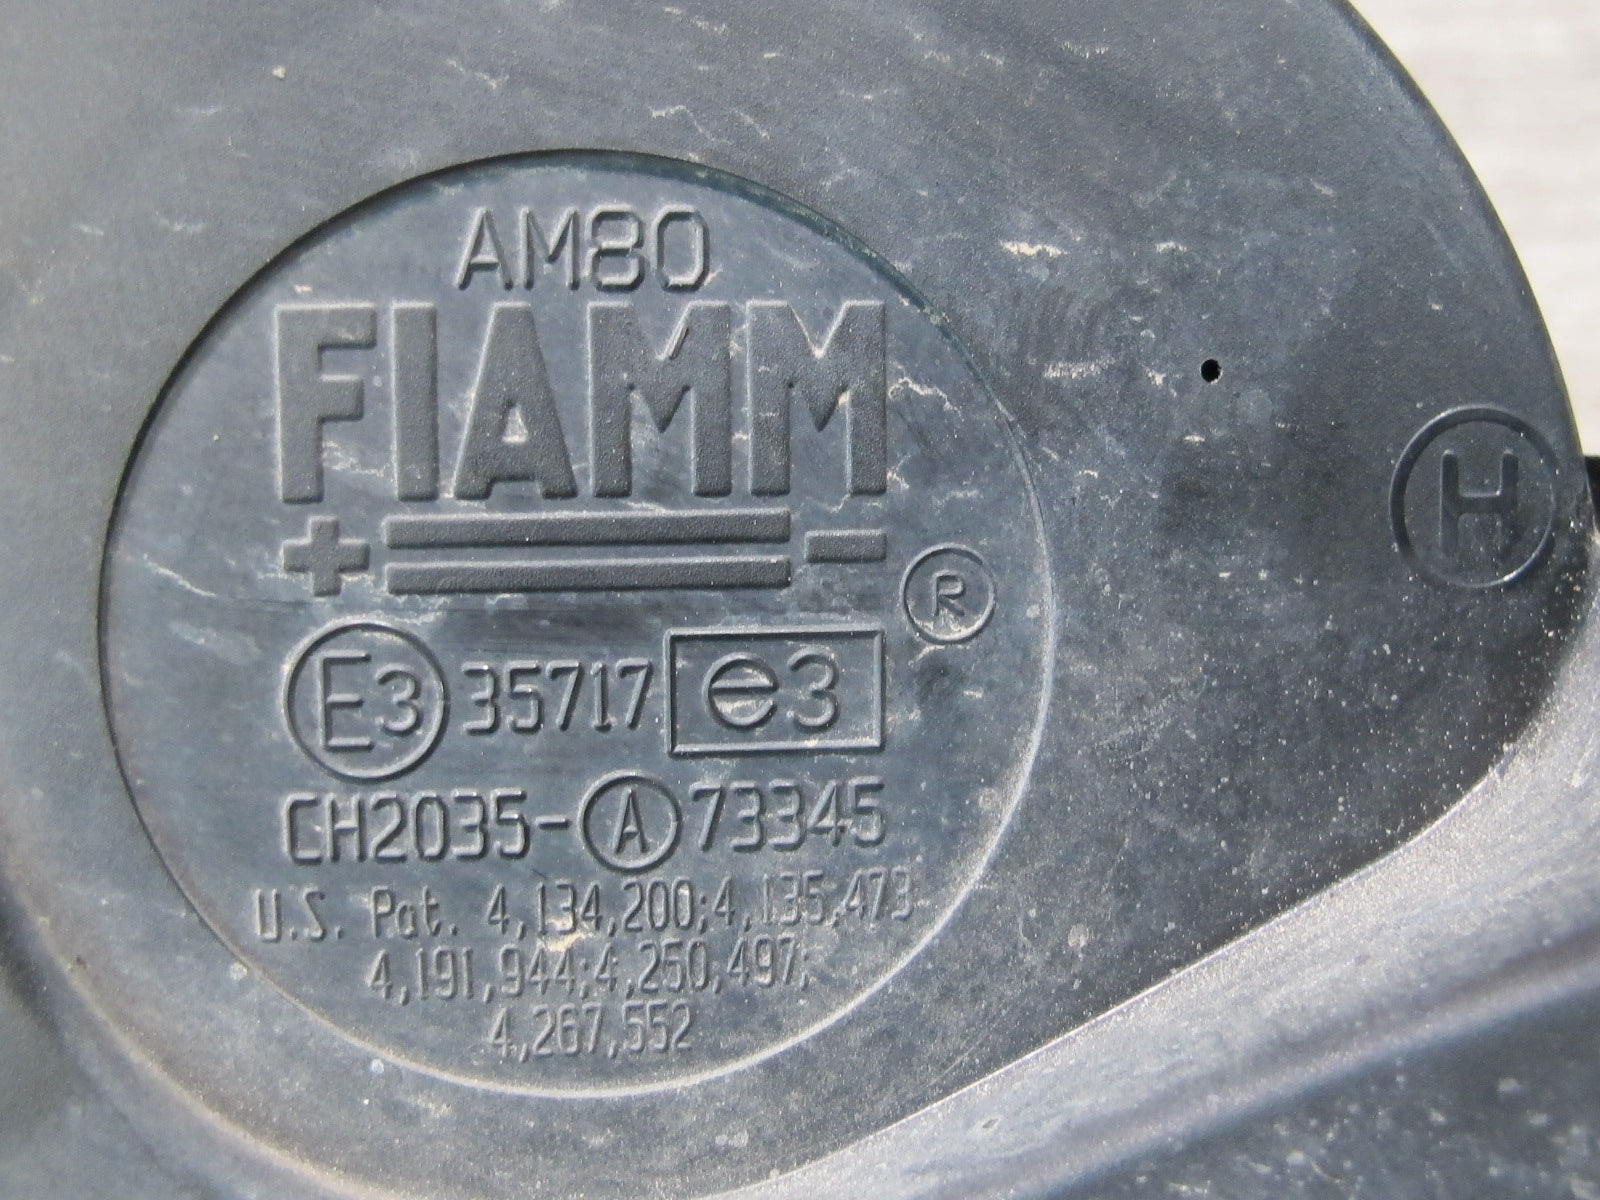 AM80
FIAMM
+ -
®
H
E3 35717 e3
CH2035-A 73345
U.S. Pat. 4,134,200;4,135,473
4,191,944;4,250,497;
4,267,552